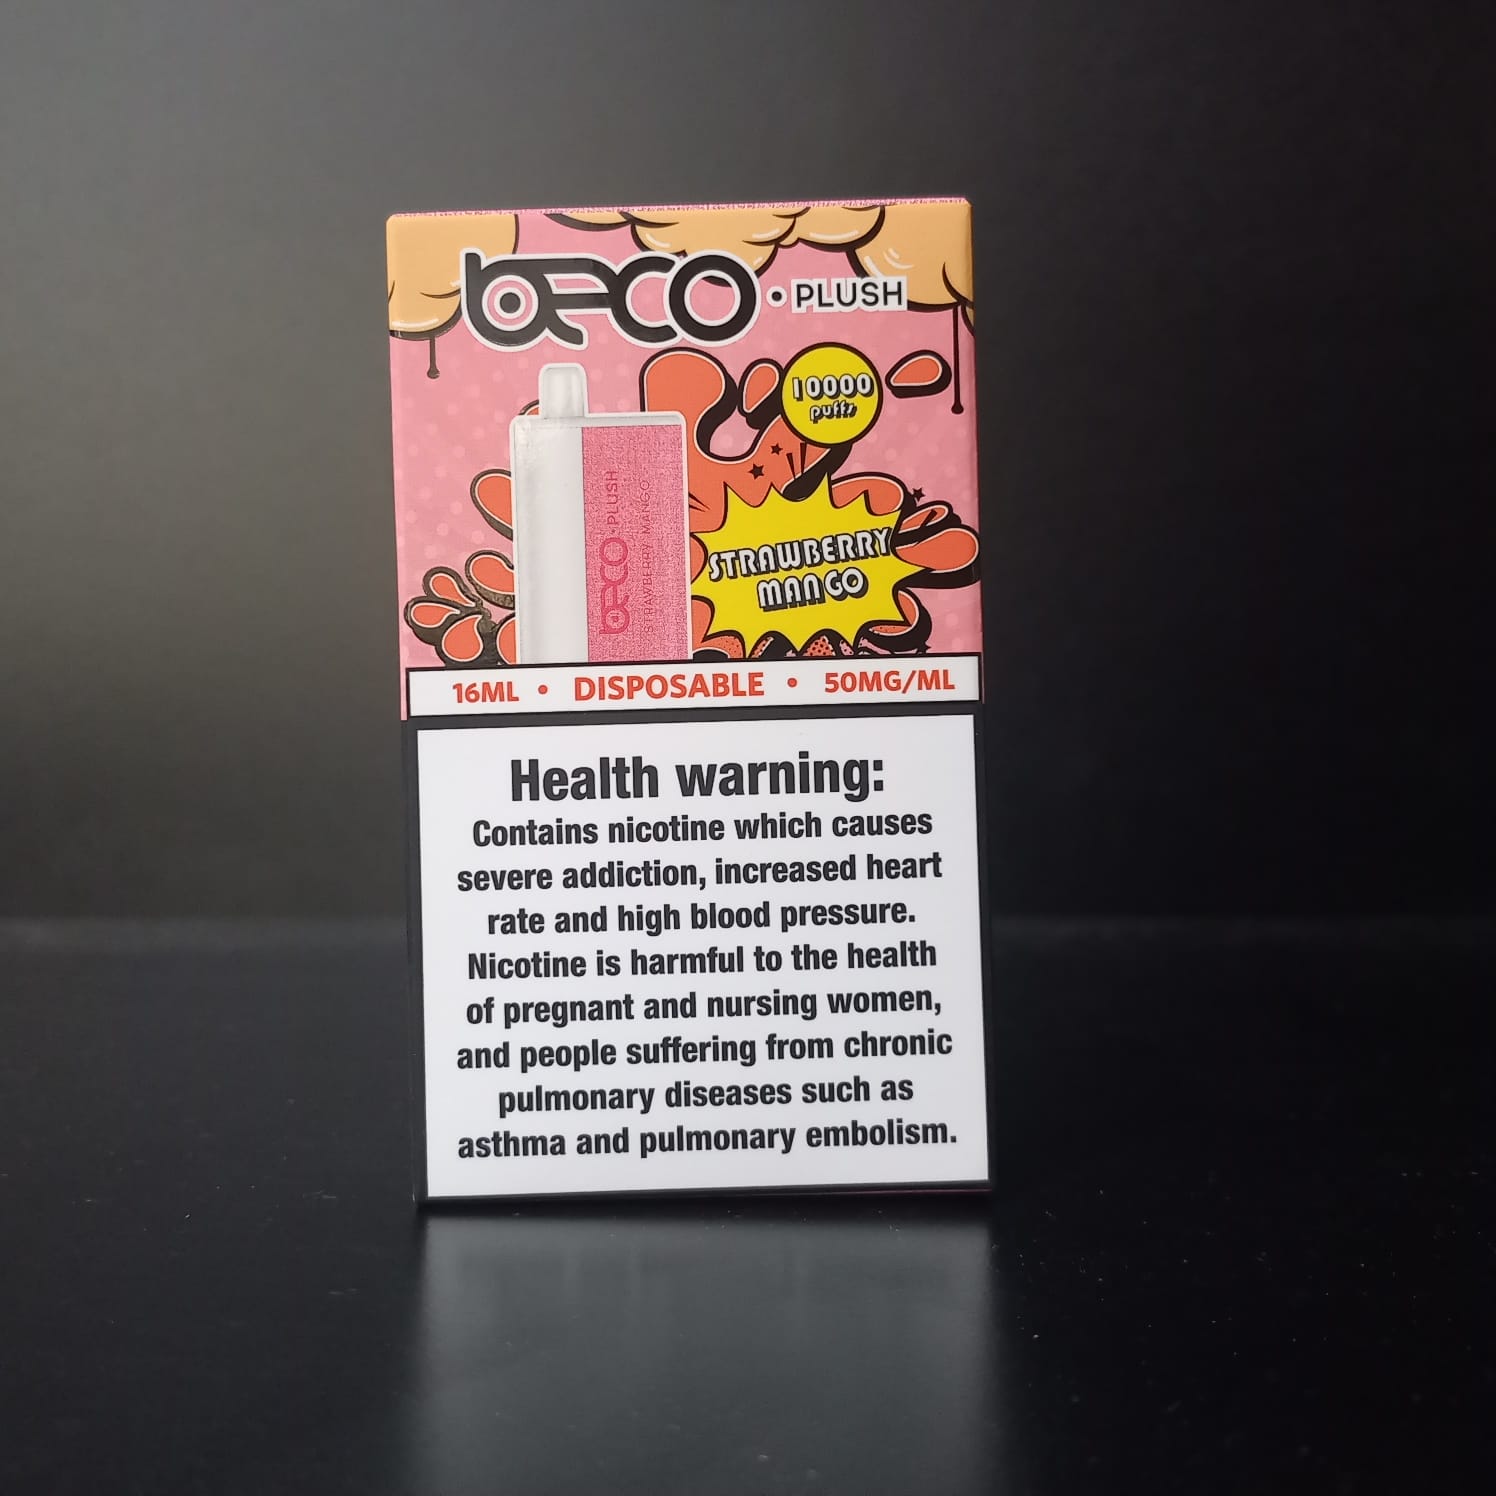 beco • PLUSH
10000
puffs
beco • PLUSH
STRAWBERRY MANGO
STRAWBERRY
MANGO
16ML • DISPOSABLE • 50MG/ML
Health warning:
Contains nicotine which causes
severe addiction, increased heart
rate and high blood pressure.
Nicotine is harmful to the health
of pregnant and nursing women,
and people suffering from chronic
pulmonary diseases such as
asthma and pulmonary embolism.